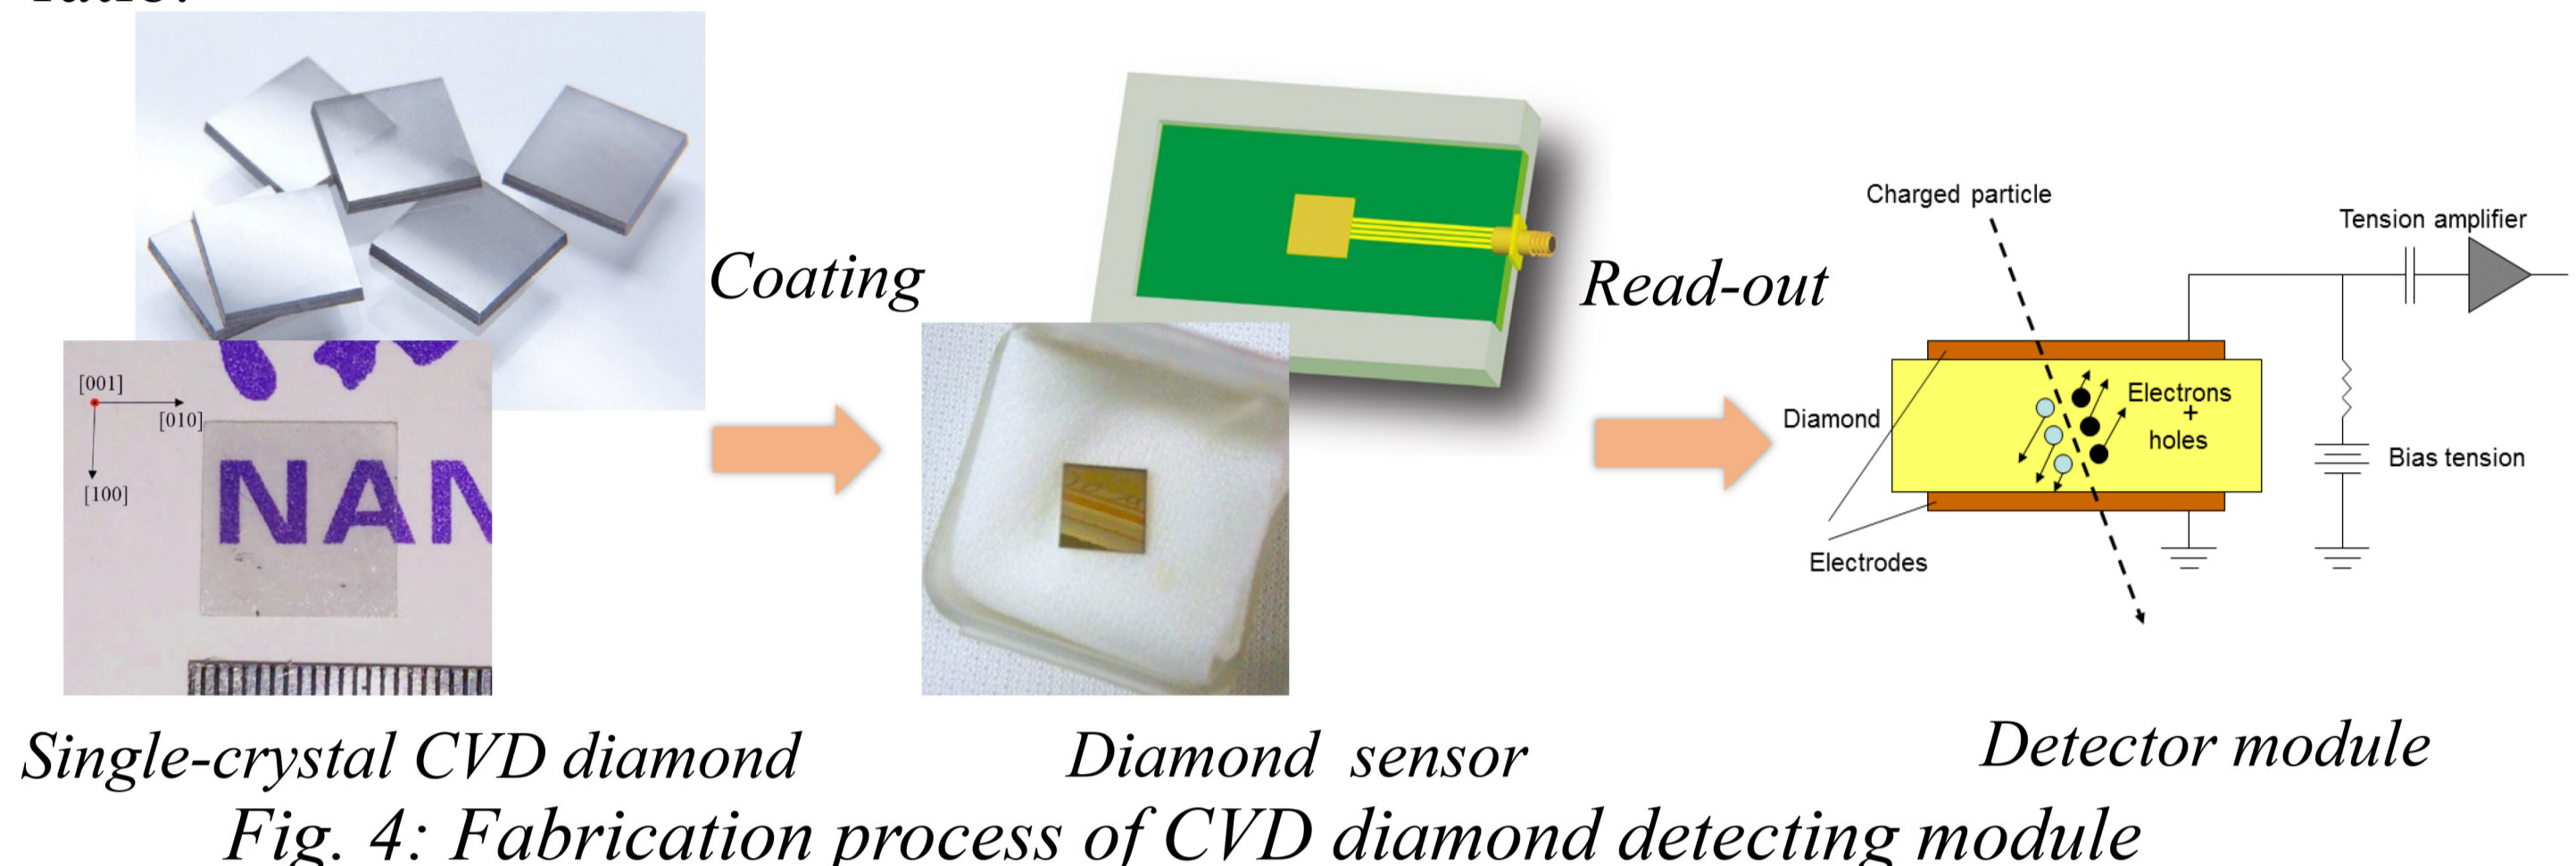 Coating
Read-out
[001]
[010]
[100]
NAN
Charged particle
Tension amplifier
Diamond
Electrons
+
holes
Bias tension
Electrodes
Single-crystal CVD diamond
Diamond sensor
Detector module
Fig. 4: Fabrication process of CVD diamond detecting module